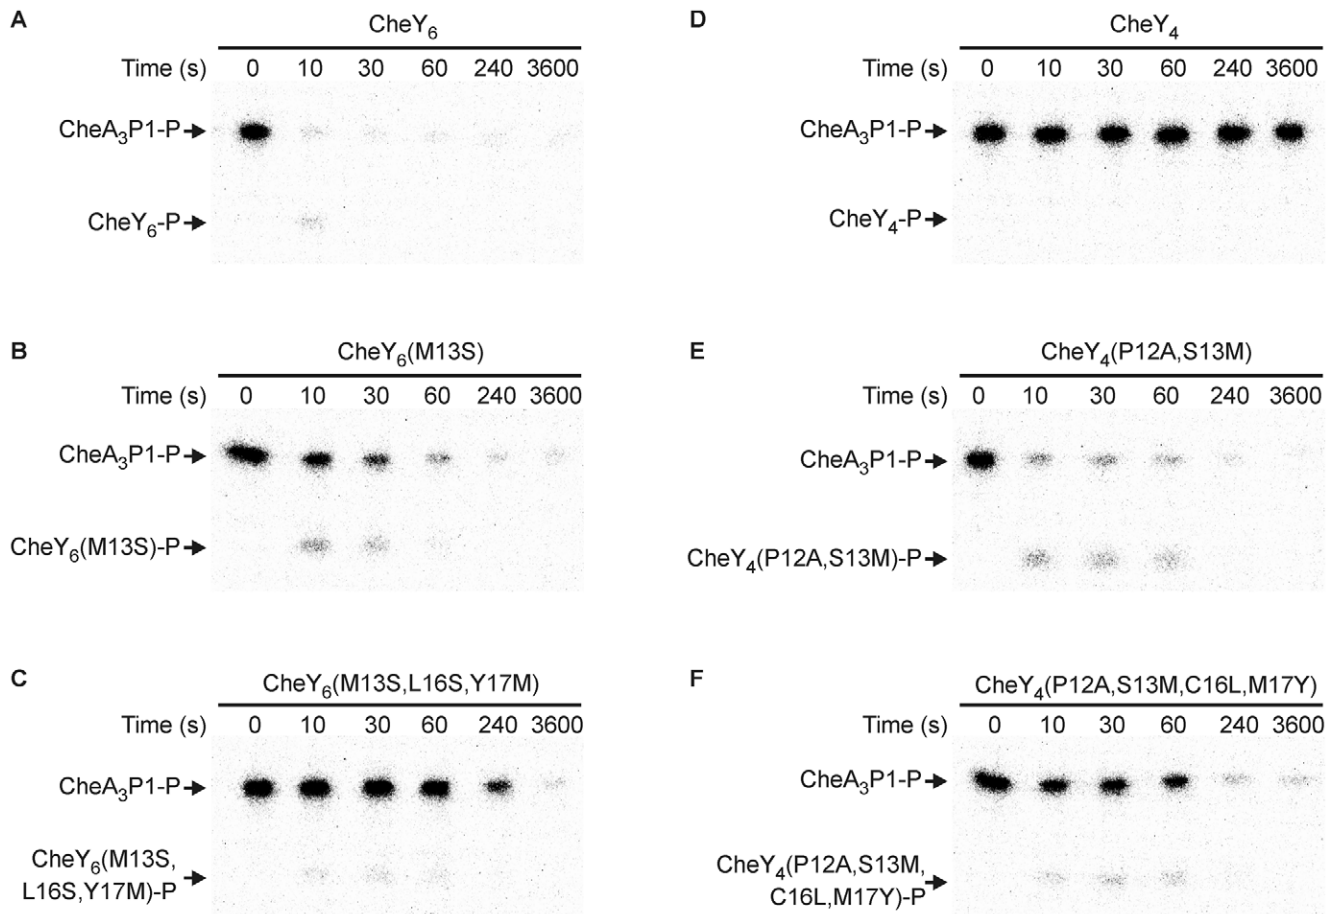 A
CheY6
Time (s) 0 10 30 60 240 3600
CheA3P1-P
CheY6-P
B
CheY6(M13S)
Time (s) 0 10 30 60 240 3600
CheA3P1-P
CheY6(M13S)-P
C
CheY6(M13S,L16S,Y17M)
Time (s) 0 10 30 60 240 3600
CheA3P1-P
CheY6(M13S,
L16S,Y17M)-P
D
CheY4
Time (s) 0 10 30 60 240 3600
CheA3P1-P
CheY4-P
E
CheY4(P12A,S13M)
Time (s) 0 10 30 60 240 3600
CheA3P1-P
CheY4(P12A,S13M)-P
F
CheY4(P12A,S13M,C16L,M17Y)
Time (s) 0 10 30 60 240 3600
CheA3P1-P
CheY4(P12A,S13M,
C16L,M17Y)-P